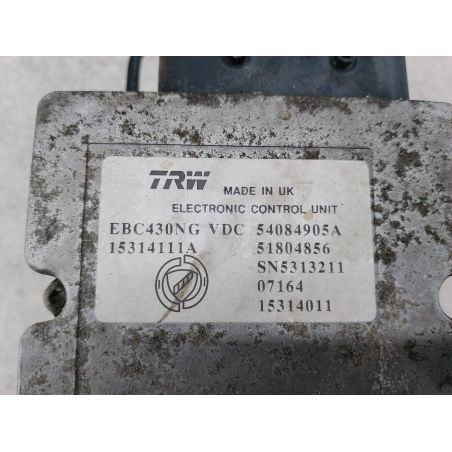 TRW MADE IN UK
ELECTRONIC CONTROL UNIT
EBC430NG VDC 54084905A
15314111A 51804856
SN5313211
07164
15314011